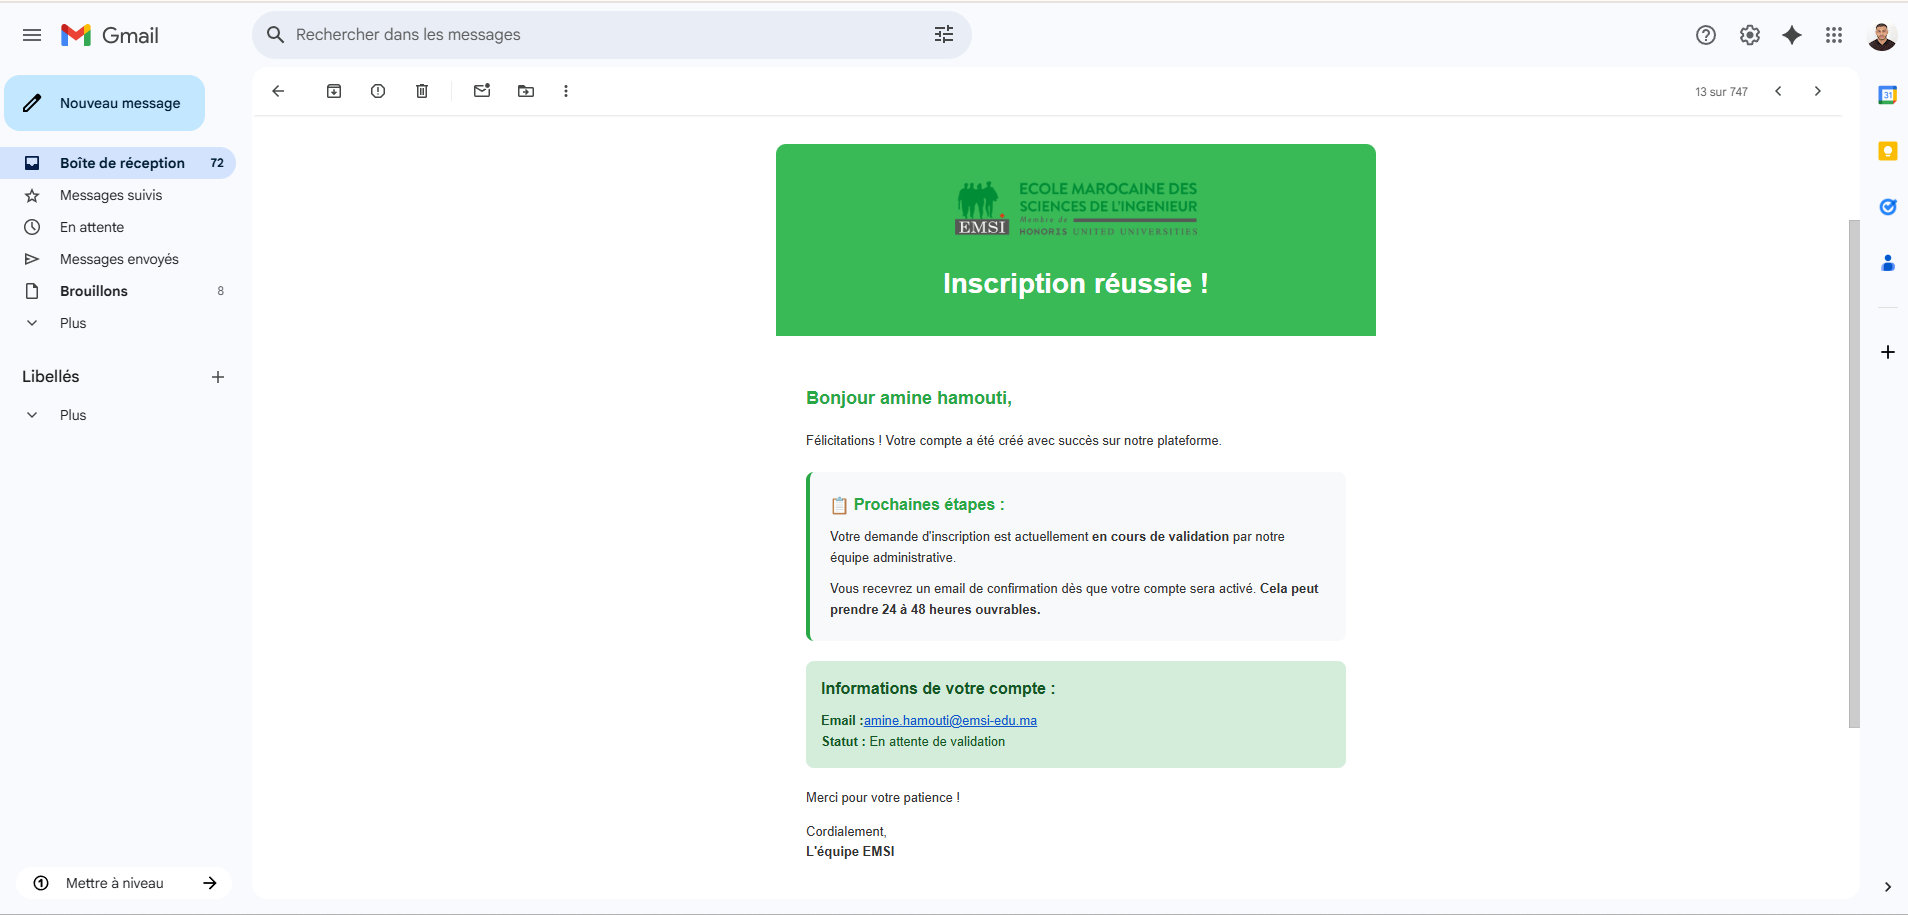 Gmail
Rechercher dans les messages
Nouveau message
13 sur 747
Boîte de réception 72
Messages suivis
En attente
Messages envoyés
Brouillons 8
Plus
Libellés
Plus
Mettre à niveau
31
EMSI
ECOLE MAROCAINE DES
SCIENCES DE L'INGENIEUR
Membre de
HONORIS UNITED UNIVERSITIES
Inscription réussie !
Bonjour amine hamouti,
Félicitations ! Votre compte a été créé avec succès sur notre plateforme.
Prochaines étapes :
Votre demande d'inscription est actuellement en cours de validation par notre
équipe administrative.
Vous recevrez un email de confirmation dès que votre compte sera activé. Cela peut
prendre 24 à 48 heures ouvrables.
Informations de votre compte :
Email :amine.hamouti@emsi-edu.ma
Statut : En attente de validation
Merci pour votre patience !
Cordialement,
L'équipe EMSI